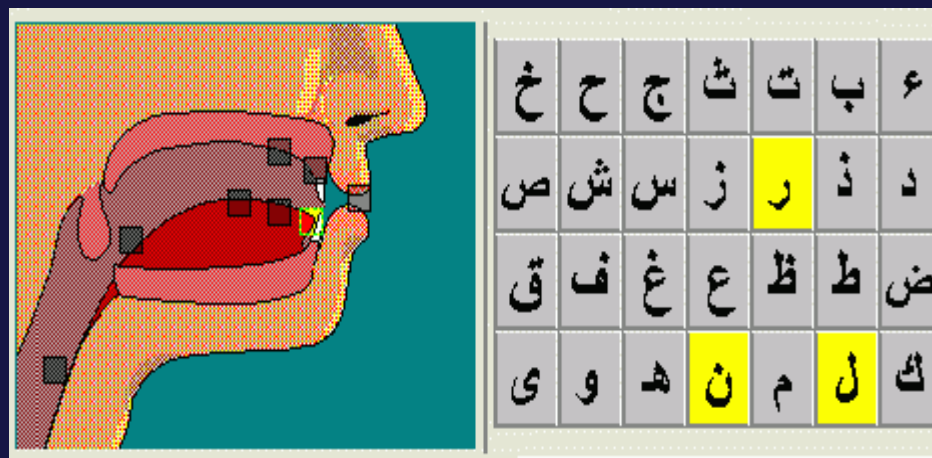 ء ب ت ث ج ح خ
د ذ ر ز س ش ص
ض ط ظ ع غ ف ق
ك ل م ن هـ و ى